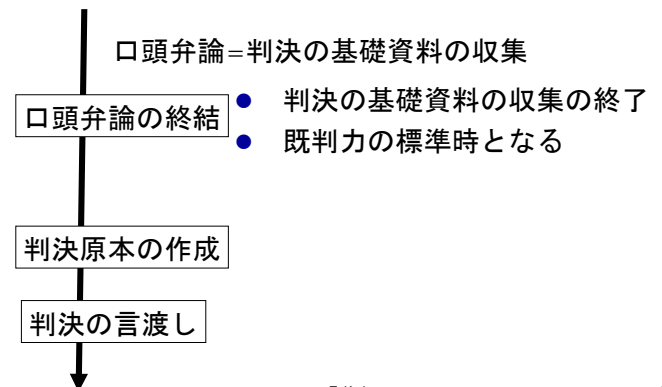 口頭弁論=判決の基礎資料の収集
口頭弁論の終結
● 判決の基礎資料の収集の終了
● 既判力の標準時となる
判決原本の作成
判決の言渡し